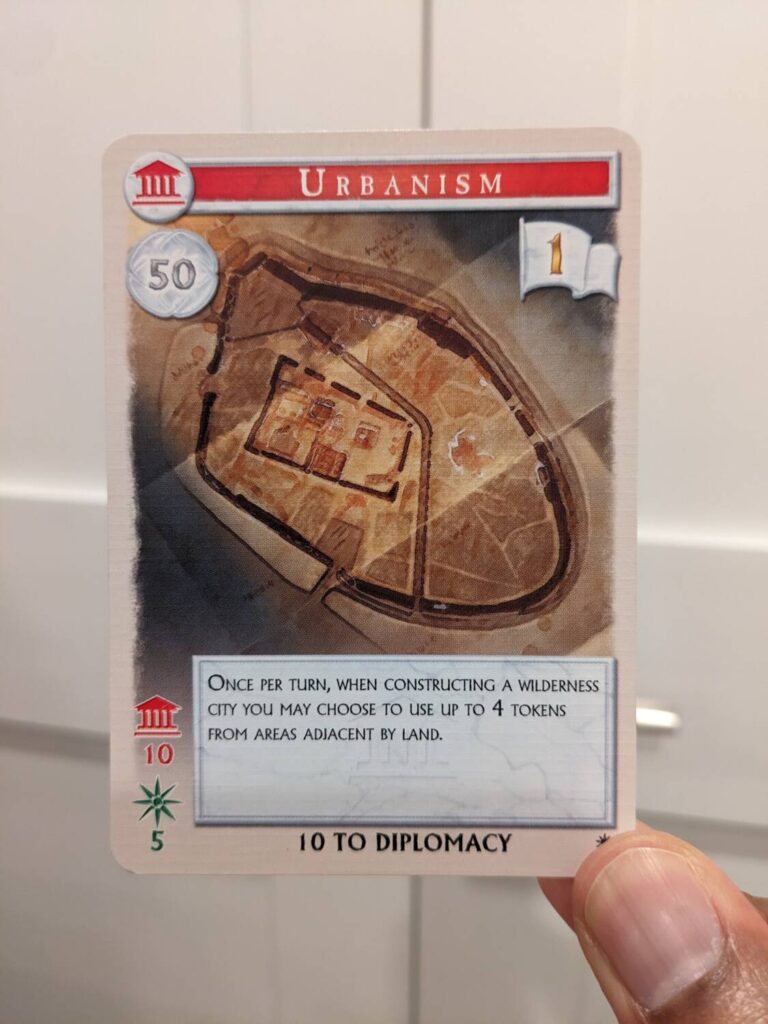 URBANISM
50
1
ONCE PER TURN, WHEN CONSTRUCTING A WILDERNESS
CITY YOU MAY CHOOSE TO USE UP TO 4 TOKENS
FROM AREAS ADJACENT BY LAND.
10
5
10 TO DIPLOMACY